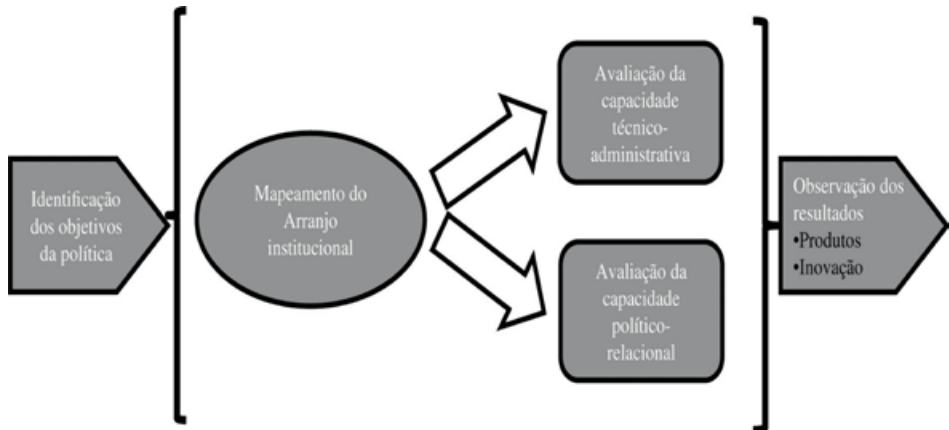 Identificação
dos objetivos
da política
Mapeamento do
Arranjo
institucional
Avaliação da
capacidade
técnico-
administrativa
Avaliação da
capacidade
político-
relacional
Observação dos
resultados
•Produtos
•Inovação